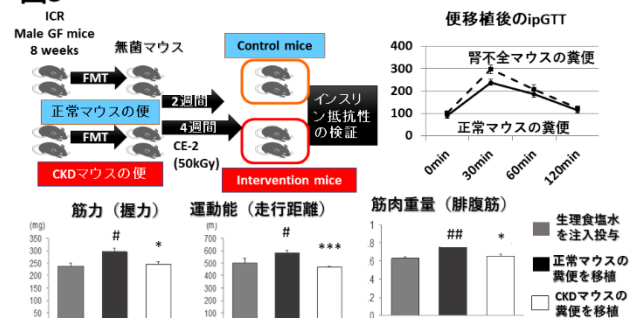 ICR
Male GF mice
8 weeks
無菌マウス
FMT
正常マウスの便
FMT
CKDマウスの便
2週間
4週間
CE-2
(50kGy)
Control mice
Intervention mice
インスリ
ン抵抗性
の検証
便移植後のipGTT
400
300
200
100
0
腎不全マウスの糞便
正常マウスの糞便
0min
30min
60min
120min
筋力（握力）
(mg)
350
300
250
200
150
100
50
#
*
運動能（走行距離）
(m)
700
600
500
400
300
200
100
#
***
筋肉重量（腓腹筋）
1
.8
.6
.4
.2
0
##
*
生理食塩水
を注入投与
正常マウスの
糞便を移植
CKDマウスの
糞便を移植